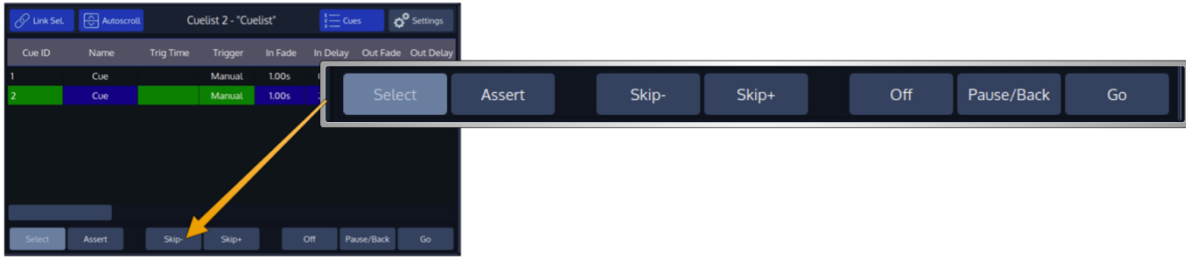 Link Sel. Autoscroll Cuelist 2 - "Cuelist" Cues Settings
Cue ID Name Trig Time Trigger In Fade In Delay Out Fade Out Delay
1 Cue Manual 1.00s
2 Cue Manual 1.00s
Select Assert Skip- Skip+ Off Pause/Back Go
Select Assert Skip- Skip+ Off Pause/Back Go